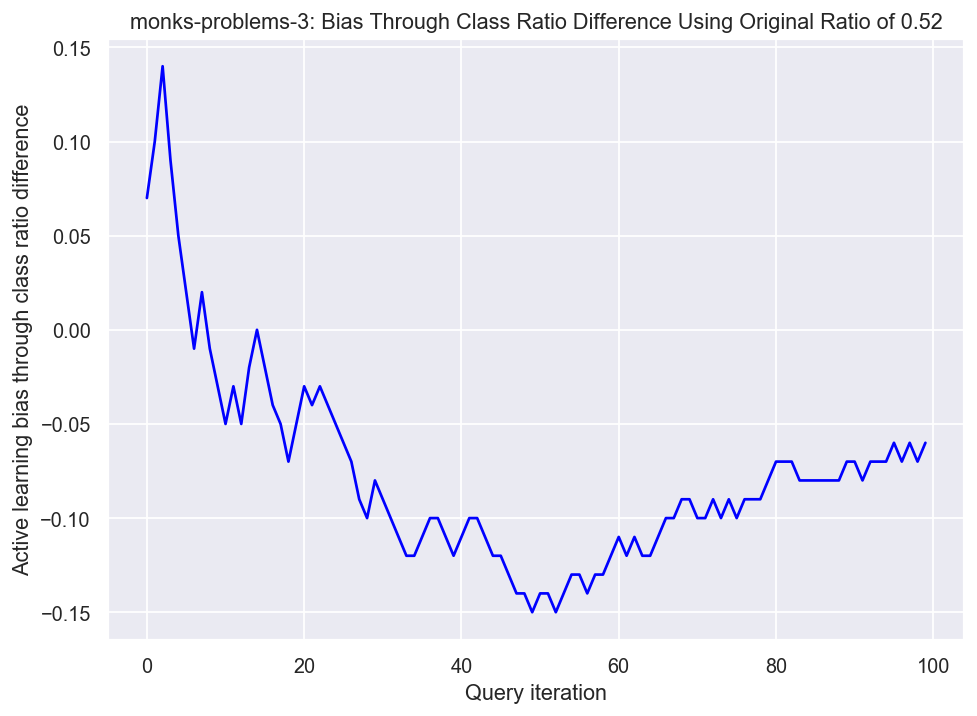 monks-problems-3: Bias Through Class Ratio Difference Using Original Ratio of 0.52
Active learning bias through class ratio difference
0.15
0.10
0.05
0.00
−0.05
−0.10
−0.15
0 20 40 60 80 100
Query iteration